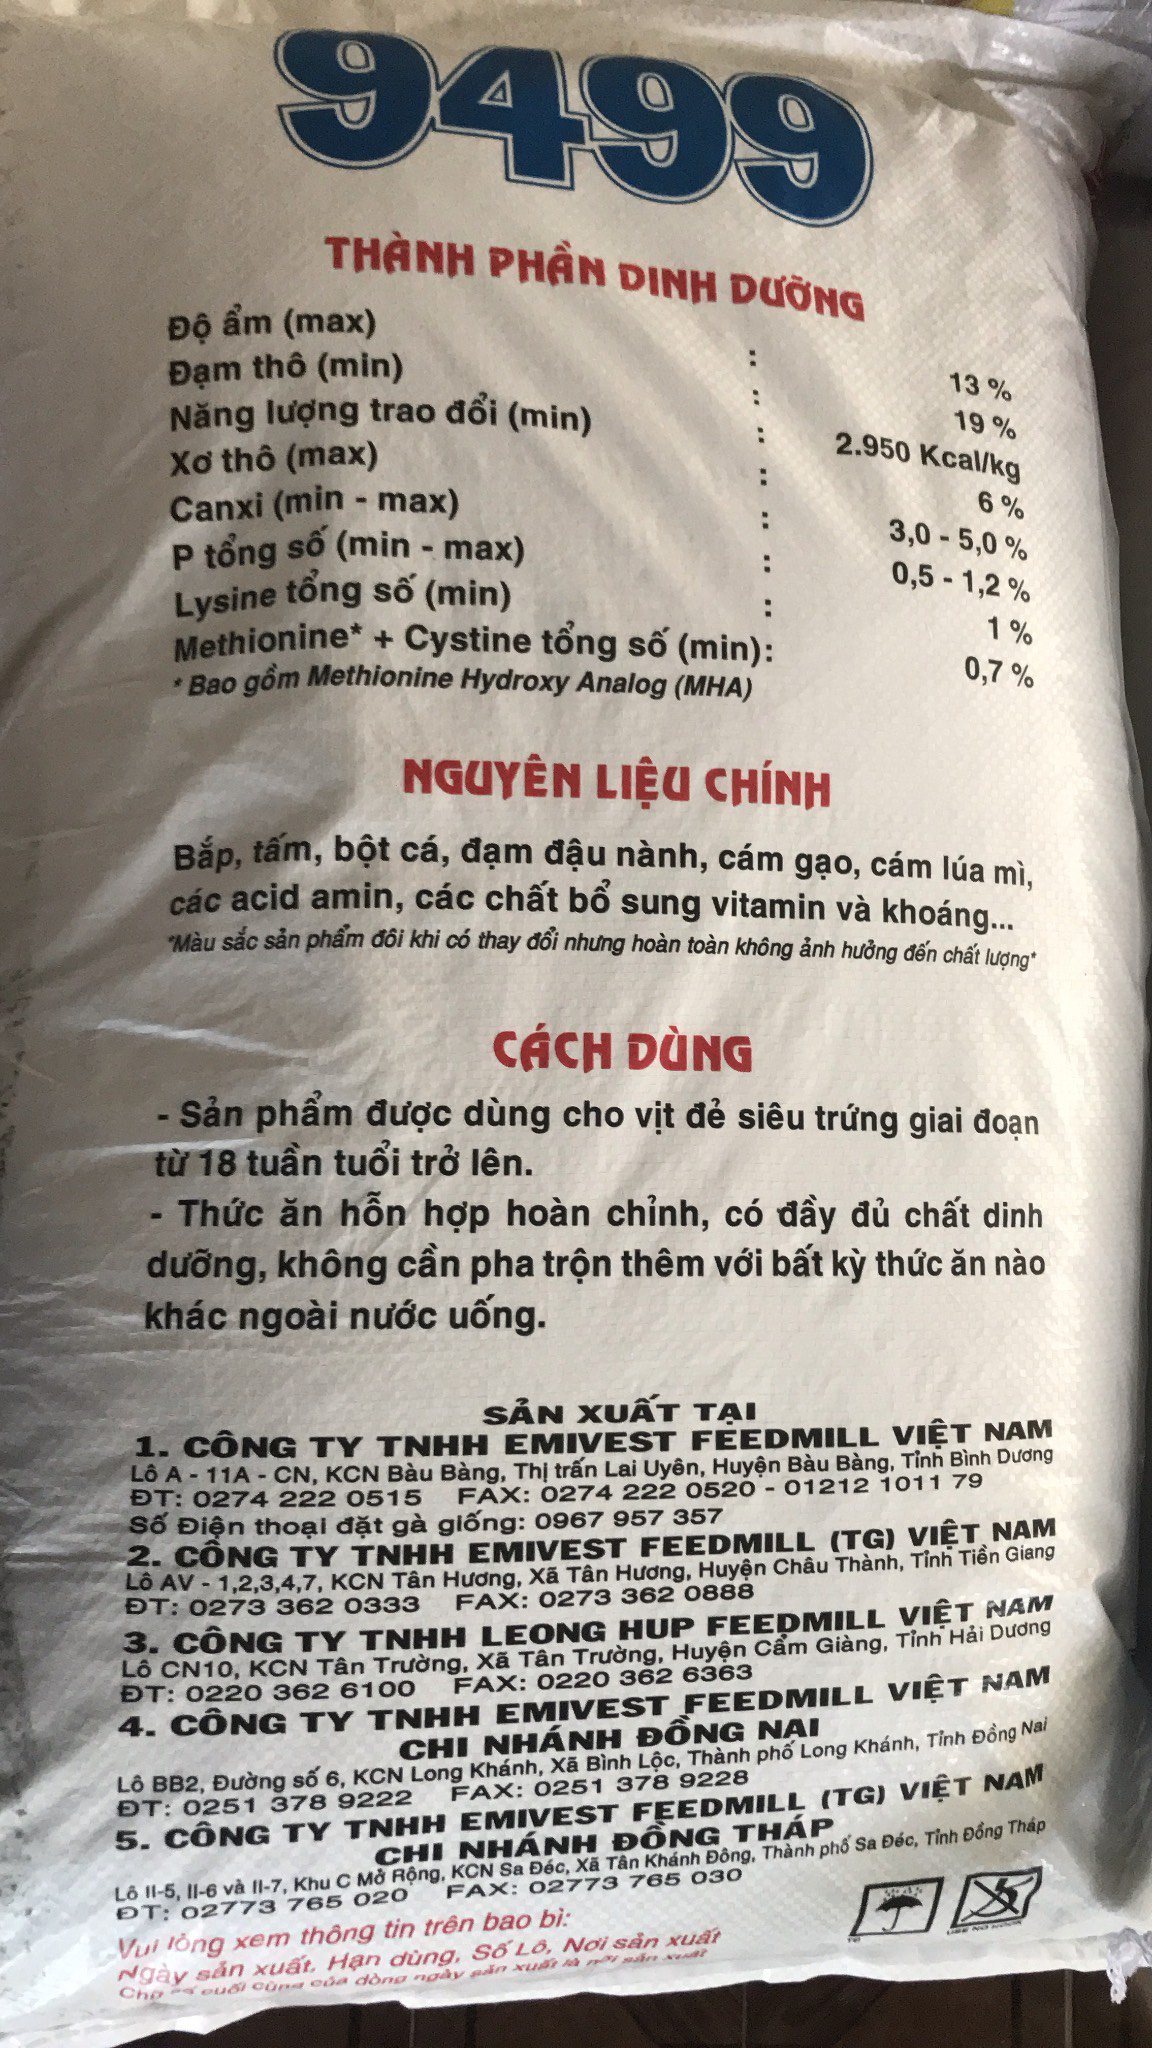 9499
THÀNH PHẦN DINH DƯỠNG
Độ ẩm (max) : 13 %
Đạm thô (min) : 19 %
Năng lượng trao đổi (min) : 2.950 Kcal/kg
Xơ thô (max) : 6 %
Canxi (min - max) : 3,0 - 5,0 %
P tổng số (min - max) : 0,5 - 1,2 %
Lysine tổng số (min) : 1 %
Methionine* + Cystine tổng số (min): 0,7 %
* Bao gồm Methionine Hydroxy Analog (MHA)
NGUYÊN LIỆU CHÍNH
Bắp, tấm, bột cá, đạm đậu nành, cám gạo, cám lúa mì,
các acid amin, các chất bổ sung vitamin và khoáng...
*Màu sắc sản phẩm đôi khi có thay đổi nhưng hoàn toàn không ảnh hưởng đến chất lượng*
CÁCH DÙNG
- Sản phẩm được dùng cho vịt đẻ siêu trứng giai đoạn
từ 18 tuần tuổi trở lên.
- Thức ăn hỗn hợp hoàn chỉnh, có đầy đủ chất dinh
dưỡng, không cần pha trộn thêm với bất kỳ thức ăn nào
khác ngoài nước uống.
SẢN XUẤT TẠI
1. CÔNG TY TNHH EMIVEST FEEDMILL VIỆT NAM
Lô A - 11A - CN, KCN Bàu Bàng, Thị trấn Lai Uyên, Huyện Bàu Bàng, Tỉnh Bình Dương
ĐT: 0274 222 0515 FAX: 0274 222 0520 - 01212 1011 79
Số Điện thoại đặt gà giống: 0967 957 357
2. CÔNG TY TNHH EMIVEST FEEDMILL (TG) VIỆT NAM
Lô AV - 1,2,3,4,7, KCN Tân Hương, Xã Tân Hương, Huyện Châu Thành, Tỉnh Tiền Giang
ĐT: 0273 362 0333 FAX: 0273 362 0888
3. CÔNG TY TNHH LEONG HUP FEEDMILL VIỆT NAM
Lô CN10, KCN Tân Trường, Xã Tân Trường, Huyện Cẩm Giàng, Tỉnh Hải Dương
ĐT: 0220 362 6100 FAX: 0220 362 6363
4. CÔNG TY TNHH EMIVEST FEEDMILL VIỆT NAM
CHI NHÁNH ĐỒNG NAI
Lô BB2, Đường số 6, KCN Long Khánh, Xã Bình Lộc, Thành phố Long Khánh, Tỉnh Đồng Nai
ĐT: 0251 378 9222 FAX: 0251 378 9228
5. CÔNG TY TNHH EMIVEST FEEDMILL (TG) VIỆT NAM
CHI NHÁNH ĐỒNG THÁP
Lô II-5, II-6 và II-7, Khu C Mở Rộng, KCN Sa Đéc, Xã Tân Khánh Đông, Thành phố Sa Đéc, Tỉnh Đồng Tháp
ĐT: 02773 765 020 FAX: 02773 765 030
Vui lòng xem thông tin trên bao bì:
Ngày sản xuất, Hạn dùng, Số Lô, Nơi sản xuất
cuối cùng của dòng ngày sản xuất là nơi sản xuất